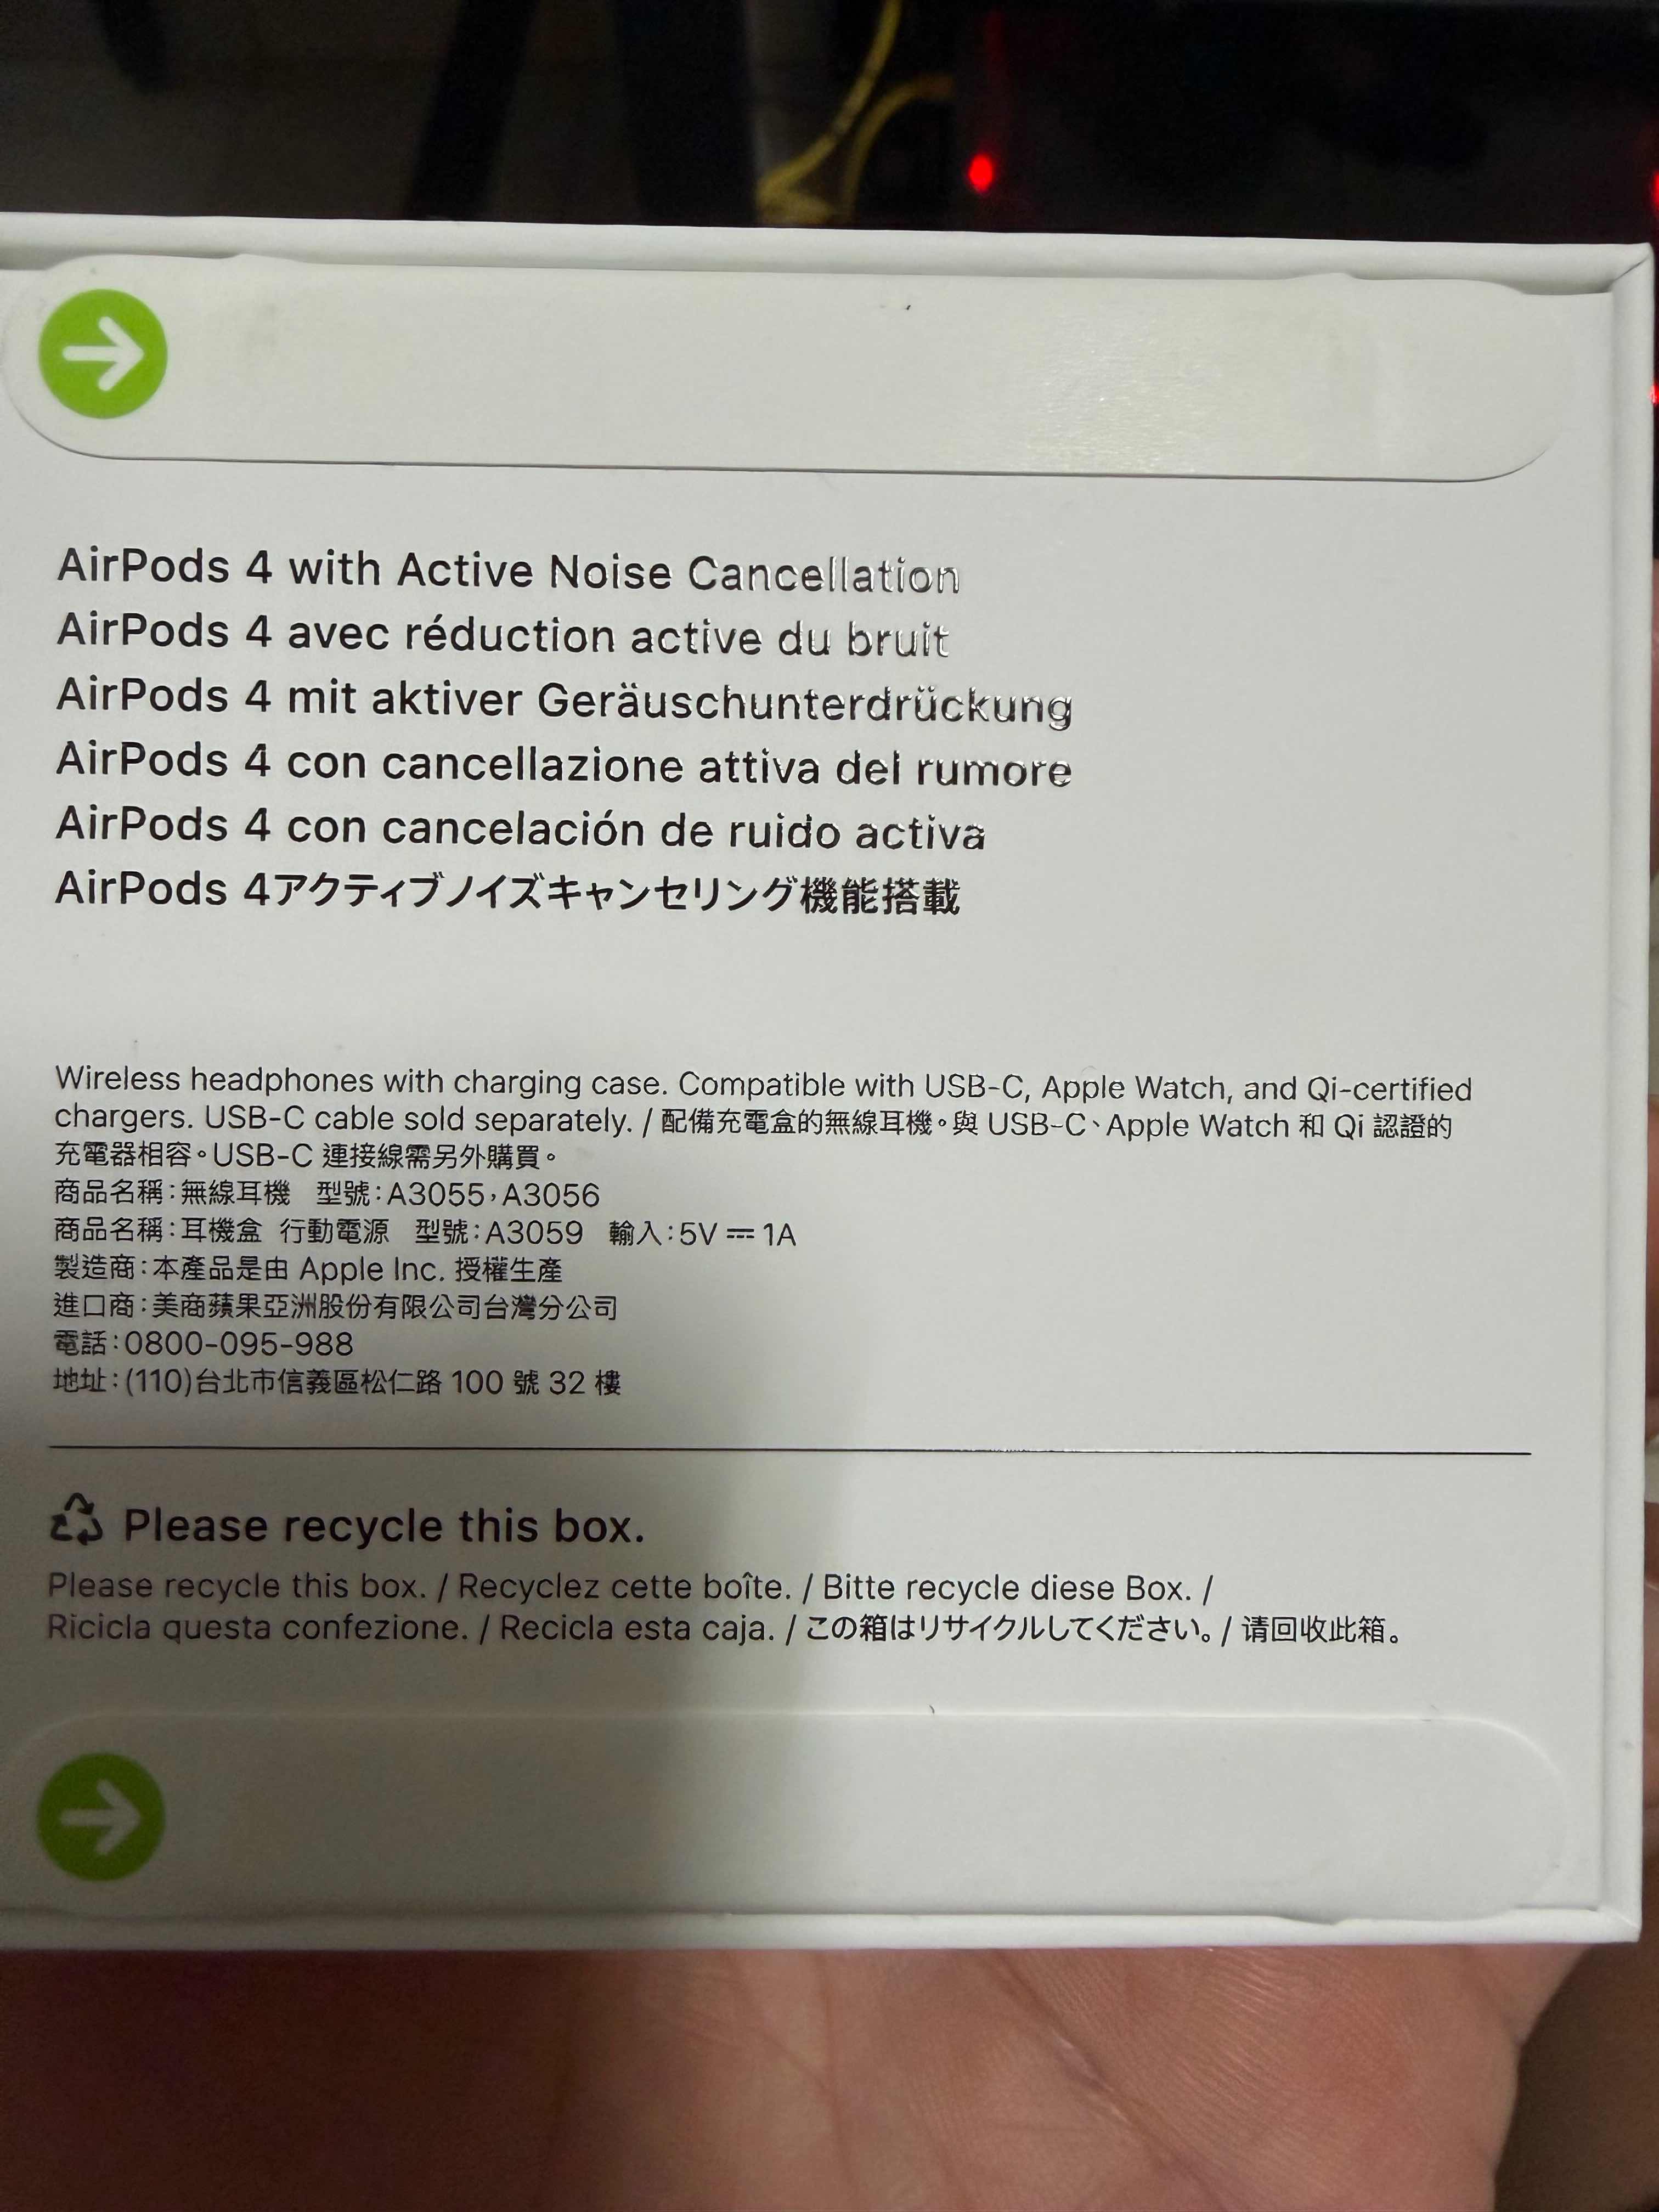 AirPods 4 with Active Noise Cancellation
AirPods 4 avec réduction active du bruit
AirPods 4 mit aktiver Geräuschunterdrückung
AirPods 4 con cancellazione attiva del rumore
AirPods 4 con cancelación de ruido activa
AirPods 4アクティブノイズキャンセリング機能搭載
Wireless headphones with charging case. Compatible with USB-C, Apple Watch, and Qi-certified
chargers. USB-C cable sold separately. / 配備充電盒的無線耳機。與 USB-C、Apple Watch 和 Qi 認證的
充電器相容。USB-C 連接線需另外購買。
商品名稱：無線耳機 型號：A3055，A3056
商品名稱：耳機盒 行動電源 型號：A3059 輸入：5V ⎓ 1A
製造商：本產品是由 Apple Inc. 授權生產
進口商：美商蘋果亞洲股份有限公司台灣分公司
電話：0800-095-988
地址：(110)台北市信義區松仁路 100 號 32 樓
Please recycle this box.
Please recycle this box. / Recyclez cette boîte. / Bitte recycle diese Box. /
Ricicla questa confezione. / Recicla esta caja. / この箱はリサイクルしてください。 / 请回收此箱。